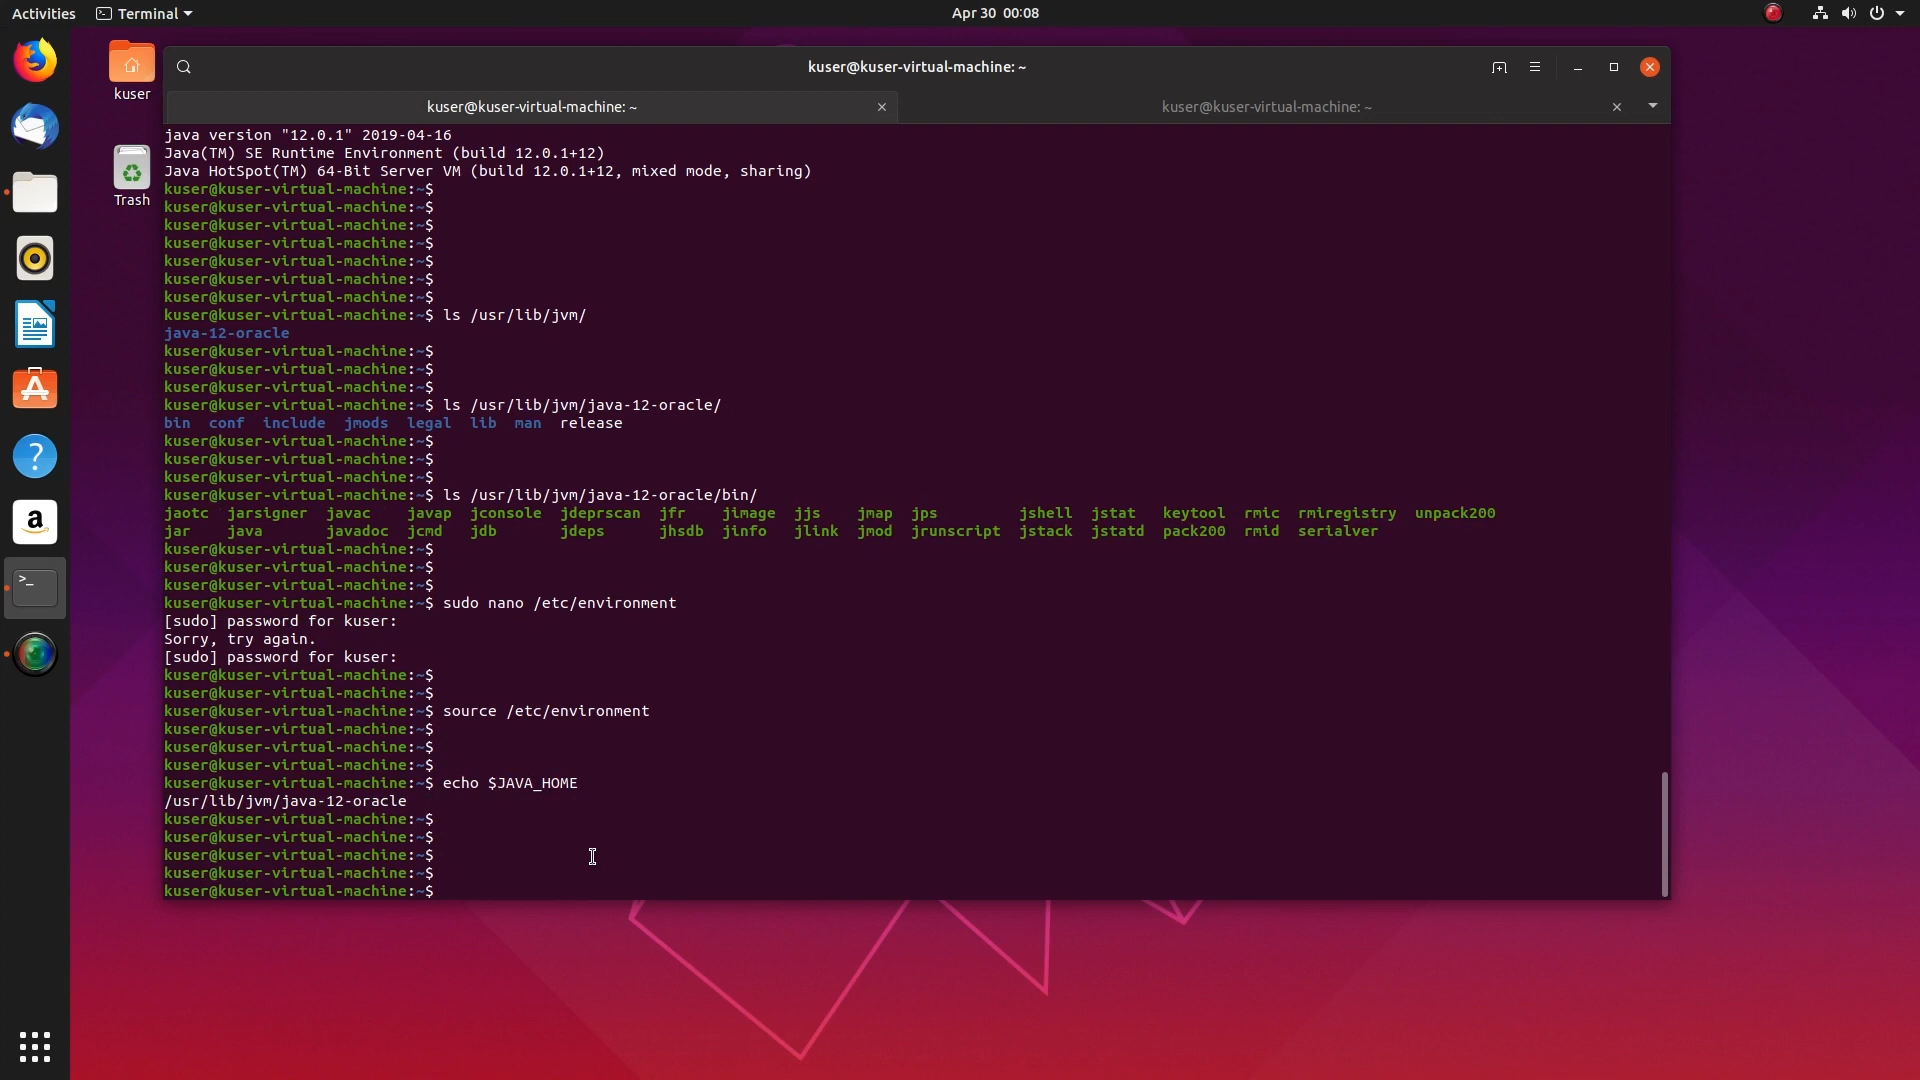 Activities
Terminal
Apr 30 00:08
kuser
Trash
kuser@kuser-virtual-machine: ~
kuser@kuser-virtual-machine: ~
kuser@kuser-virtual-machine: ~
java version "12.0.1" 2019-04-16
Java(TM) SE Runtime Environment (build 12.0.1+12)
Java HotSpot(TM) 64-Bit Server VM (build 12.0.1+12, mixed mode, sharing)
kuser@kuser-virtual-machine:~$
kuser@kuser-virtual-machine:~$
kuser@kuser-virtual-machine:~$
kuser@kuser-virtual-machine:~$
kuser@kuser-virtual-machine:~$
kuser@kuser-virtual-machine:~$
kuser@kuser-virtual-machine:~$
kuser@kuser-virtual-machine:~$ ls /usr/lib/jvm/
java-12-oracle
kuser@kuser-virtual-machine:~$
kuser@kuser-virtual-machine:~$
kuser@kuser-virtual-machine:~$
kuser@kuser-virtual-machine:~$ ls /usr/lib/jvm/java-12-oracle/
bin conf include jmods legal lib man release
kuser@kuser-virtual-machine:~$
kuser@kuser-virtual-machine:~$
kuser@kuser-virtual-machine:~$
kuser@kuser-virtual-machine:~$ ls /usr/lib/jvm/java-12-oracle/bin/
jaotc jarsigner javac javap jconsole jdeprscan jfr jimage jjs jmap jps jshell jstat keytool rmic rmiregistry unpack200
jar java javadoc jcmd jdb jdeps jhsdb jinfo jlink jmod jrunscript jstack jstatd pack200 rmid serialver
kuser@kuser-virtual-machine:~$
kuser@kuser-virtual-machine:~$
kuser@kuser-virtual-machine:~$
kuser@kuser-virtual-machine:~$ sudo nano /etc/environment
[sudo] password for kuser:
Sorry, try again.
[sudo] password for kuser:
kuser@kuser-virtual-machine:~$
kuser@kuser-virtual-machine:~$
kuser@kuser-virtual-machine:~$ source /etc/environment
kuser@kuser-virtual-machine:~$
kuser@kuser-virtual-machine:~$
kuser@kuser-virtual-machine:~$
kuser@kuser-virtual-machine:~$ echo $JAVA_HOME
/usr/lib/jvm/java-12-oracle
kuser@kuser-virtual-machine:~$
kuser@kuser-virtual-machine:~$
kuser@kuser-virtual-machine:~$
kuser@kuser-virtual-machine:~$
kuser@kuser-virtual-machine:~$